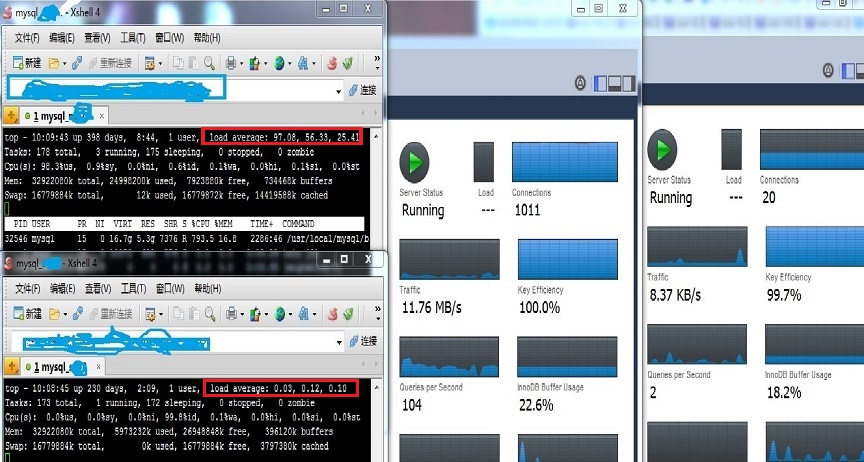 mysql_ - Xshell 4
文件(F) 编辑(E) 查看(V) 工具(T) 窗口(W) 帮助(H)
新建 重新连接
连接
1 mysql_
top - 10:09:43 up 398 days, 8:44, 1 user, load average: 97.08, 56.33, 25.41
Tasks: 178 total, 3 running, 175 sleeping, 0 stopped, 0 zombie
Cpu(s): 98.3%us, 0.9%sy, 0.0%ni, 0.6%id, 0.1%wa, 0.0%hi, 0.1%si, 0.0%st
Mem: 32922080k total, 24998200k used, 7923880k free, 734468k buffers
Swap: 16779884k total, 12k used, 16779872k free, 14419588k cached
PID USER PR NI VIRT RES SHR S %CPU %MEM TIME+ COMMAND
32546 mysql 15 0 16.7g 5.3g 7376 R 793.5 16.8 2286:46 /usr/local/mysql/b
mysql_ - Xshell 4
文件(F) 编辑(E) 查看(V) 工具(T) 窗口(W) 帮助(H)
新建 重新连接
连接
1 mysql_
top - 10:08:45 up 230 days, 2:09, 1 user, load average: 0.03, 0.12, 0.10
Tasks: 173 total, 1 running, 172 sleeping, 0 stopped, 0 zombie
Cpu(s): 0.0%us, 0.0%sy, 0.0%ni, 99.8%id, 0.1%wa, 0.0%hi, 0.0%si, 0.0%st
Mem: 32922080k total, 5973232k used, 26948848k free, 396120k buffers
Swap: 16779884k total, 0k used, 16779884k free, 3797380k cached
Server Status
Load
Connections
Running
---
1011
Traffic
Key Efficiency
11.76 MB/s
100.0%
Queries per Second
InnoDB Buffer Usage
104
22.6%
Server Status
Load
Connections
Running
---
20
Traffic
Key Efficiency
8.37 KB/s
99.7%
Queries per Second
InnoDB Buffer Usage
2
18.2%